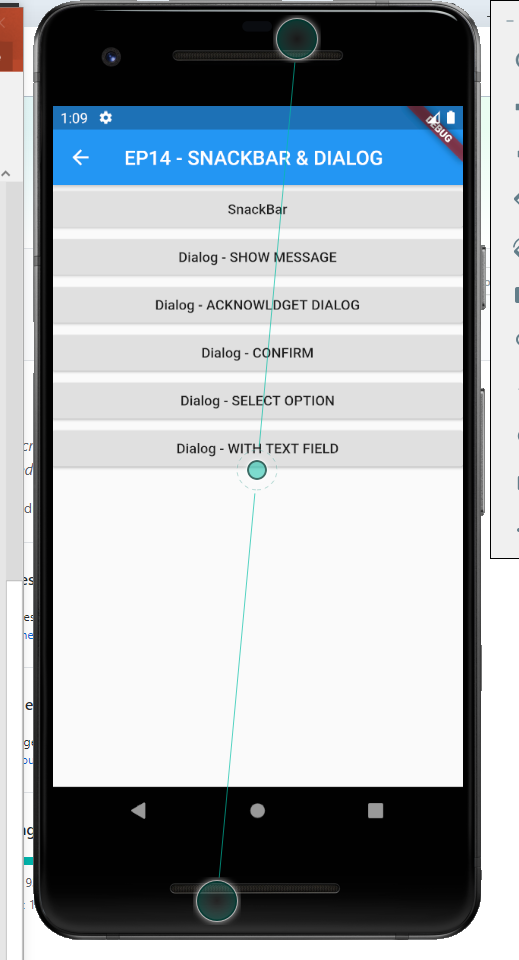 1:09
DEBUG
EP14 - SNACKBAR & DIALOG
SnackBar
Dialog - SHOW MESSAGE
Dialog - ACKNOWLDGET DIALOG
Dialog - CONFIRM
Dialog - SELECT OPTION
Dialog - WITH TEXT FIELD